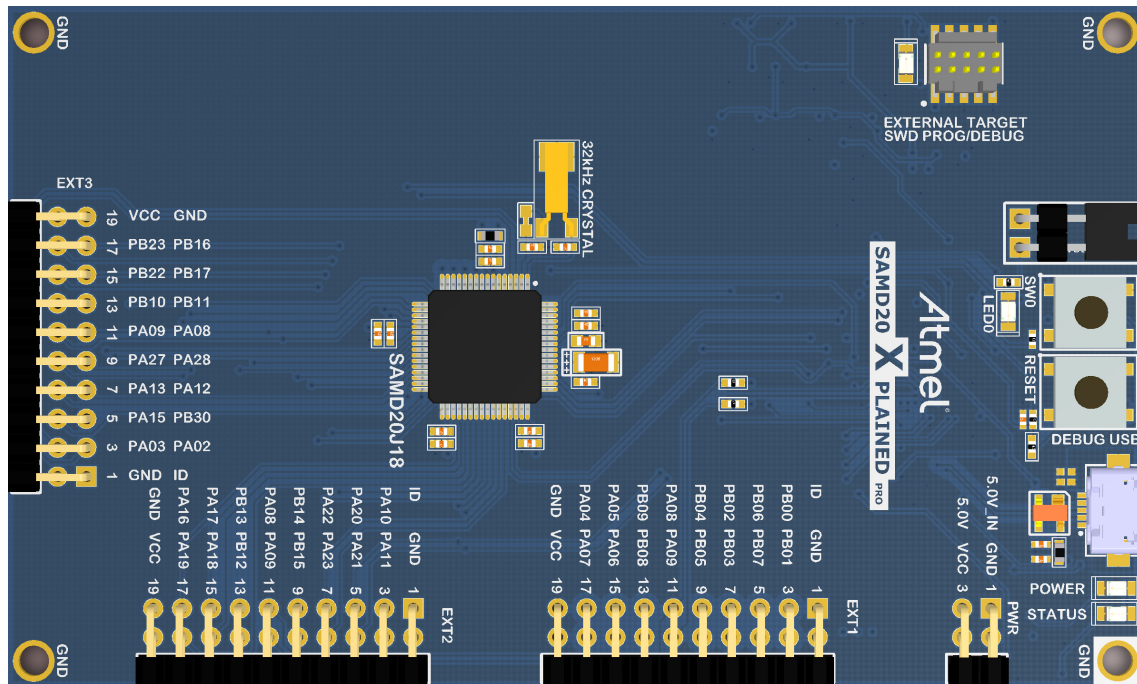 GND
GND
EXTERNAL TARGET
SWD PROG/DEBUG
32kHz CRYSTAL
EXT3
19 VCC GND
17 PB23 PB16
15 PB22 PB17
13 PB10 PB11
11 PA09 PA08
9 PA27 PA28
7 PA13 PA12
5 PA15 PB30
3 PA03 PA02
1 GND ID
SAMD20J18
SAMD20
X
PLAINED
PRO
Atmel
SW0
LED0
RESET
DEBUG USB
19 VCC GND
17 PA19 PA16
15 PA18 PA17
13 PB12 PB13
11 PA09 PA08
9 PB15 PB14
7 PA23 PA22
5 PA21 PA20
3 PA11 PA10
1 GND ID
EXT2
19 VCC GND
17 PA07 PA04
15 PA06 PA05
13 PB08 PB09
11 PA09 PA08
9 PB05 PB04
7 PB03 PB02
5 PB07 PB06
3 PB01 PB00
1 GND ID
EXT1
3 VCC 5.0V
1 GND 5.0V_IN
PWR
POWER
STATUS
GND
GND